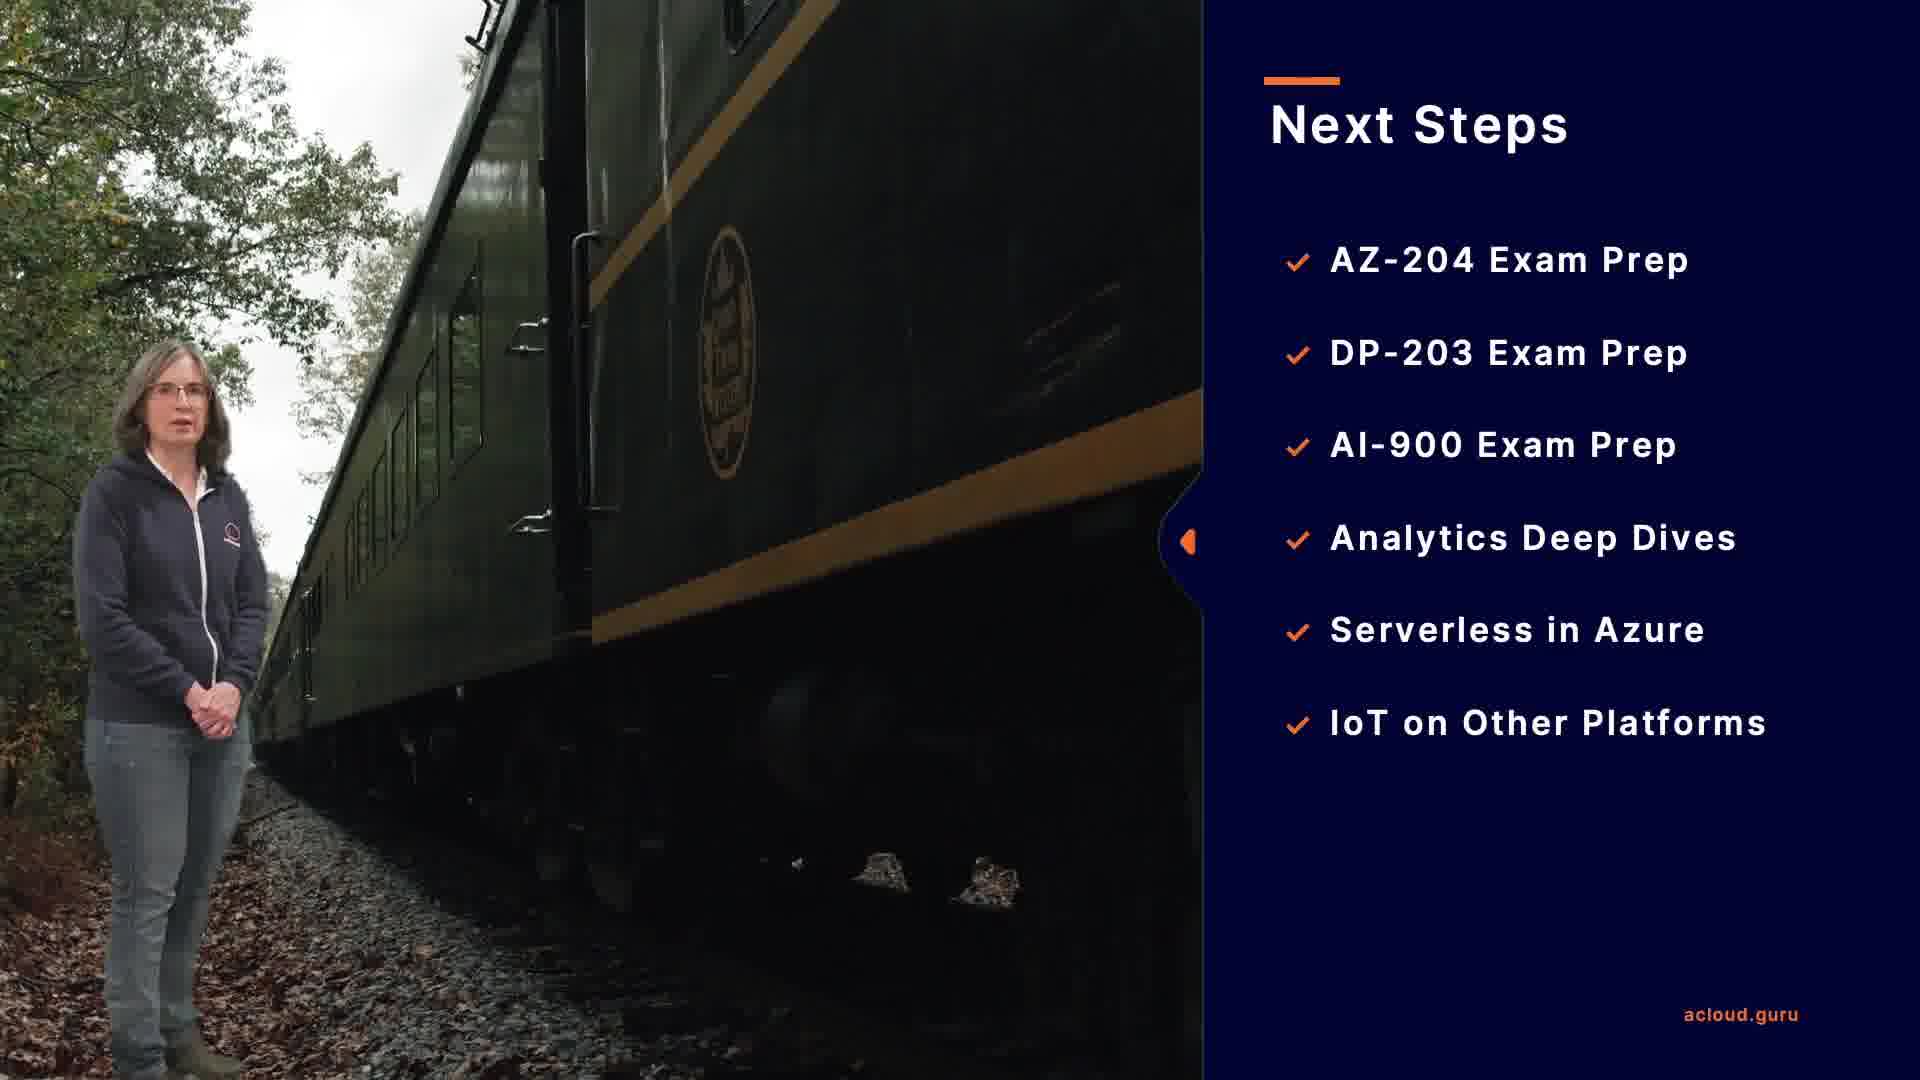 Next Steps
AZ-204 Exam Prep
DP-203 Exam Prep
AI-900 Exam Prep
Analytics Deep Dives
Serverless in Azure
IoT on Other Platforms
acloud.guru